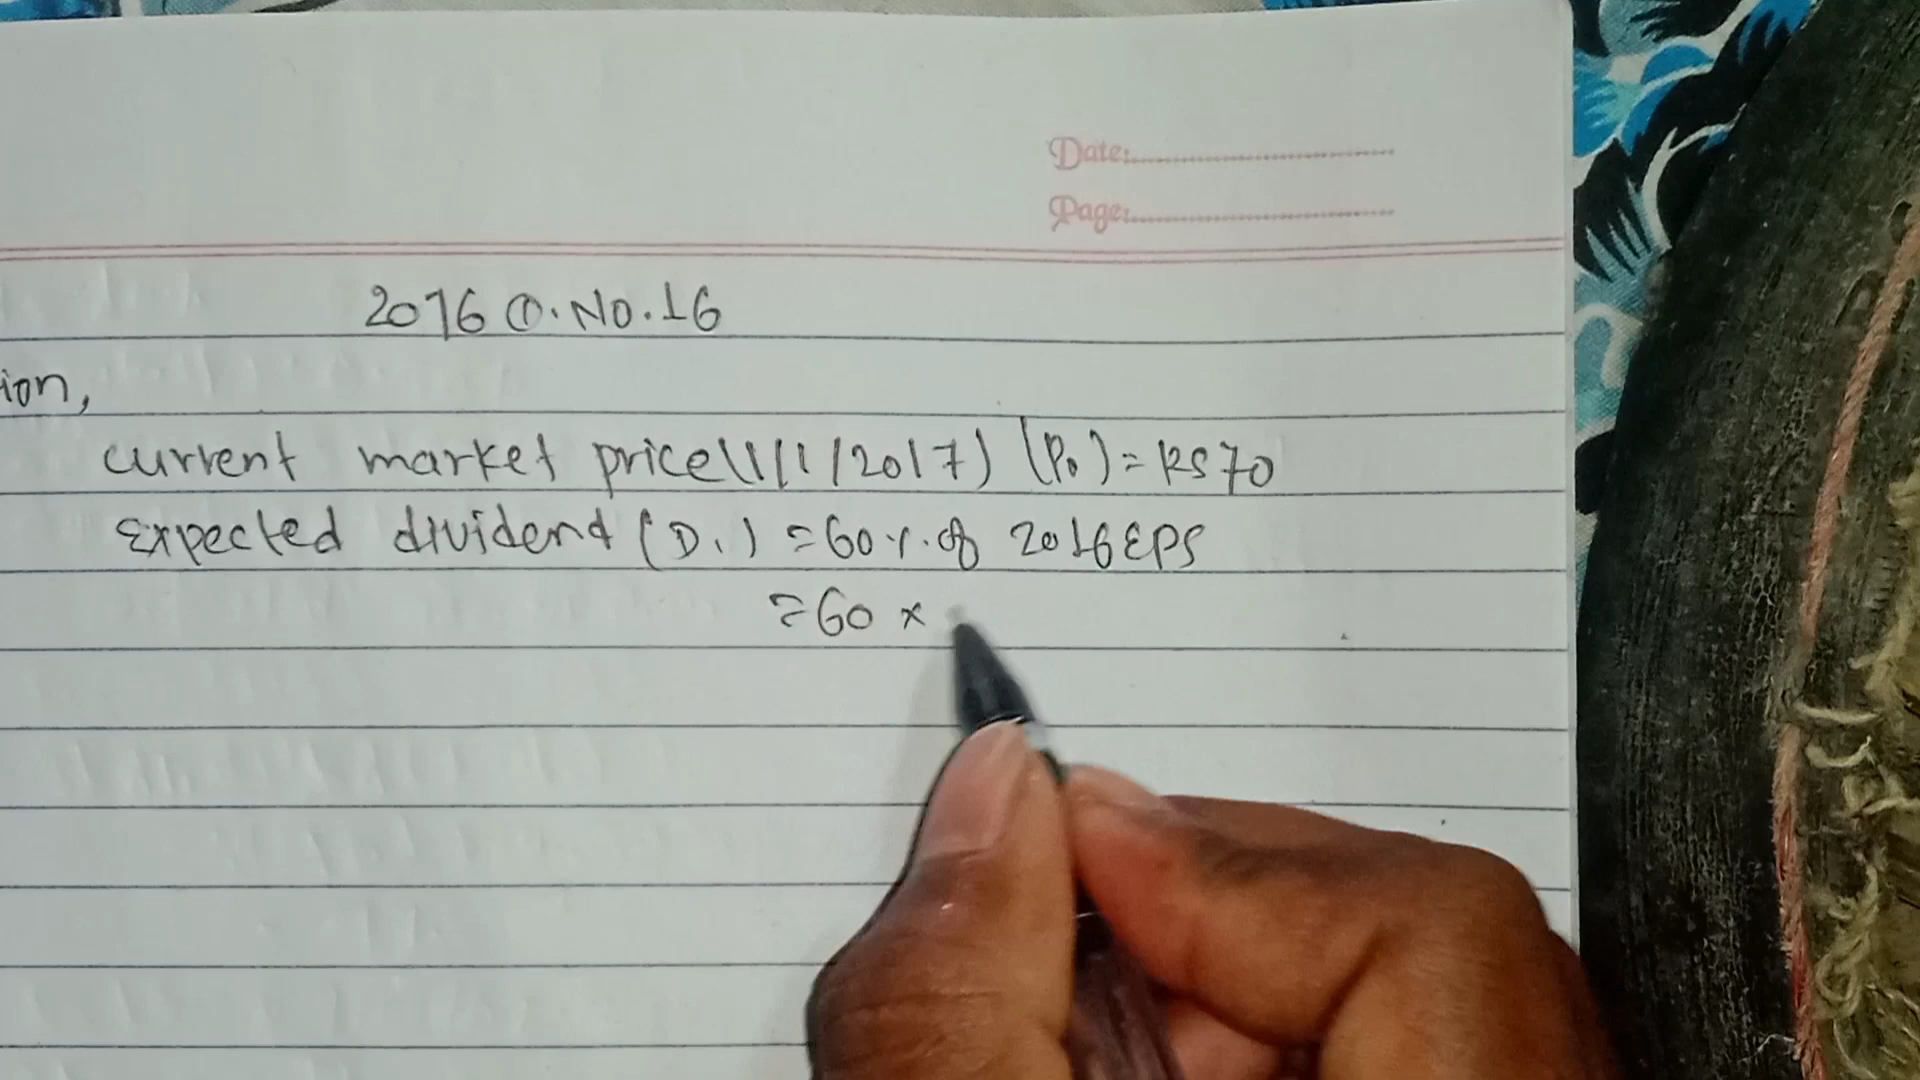 Date:
Page:
2076 Q.No.16
ion,
current market price(1/1/2017) (P₀) = RS 70
Expected dividend (D₁) = 60% of 2016 EPS
= 60 ×